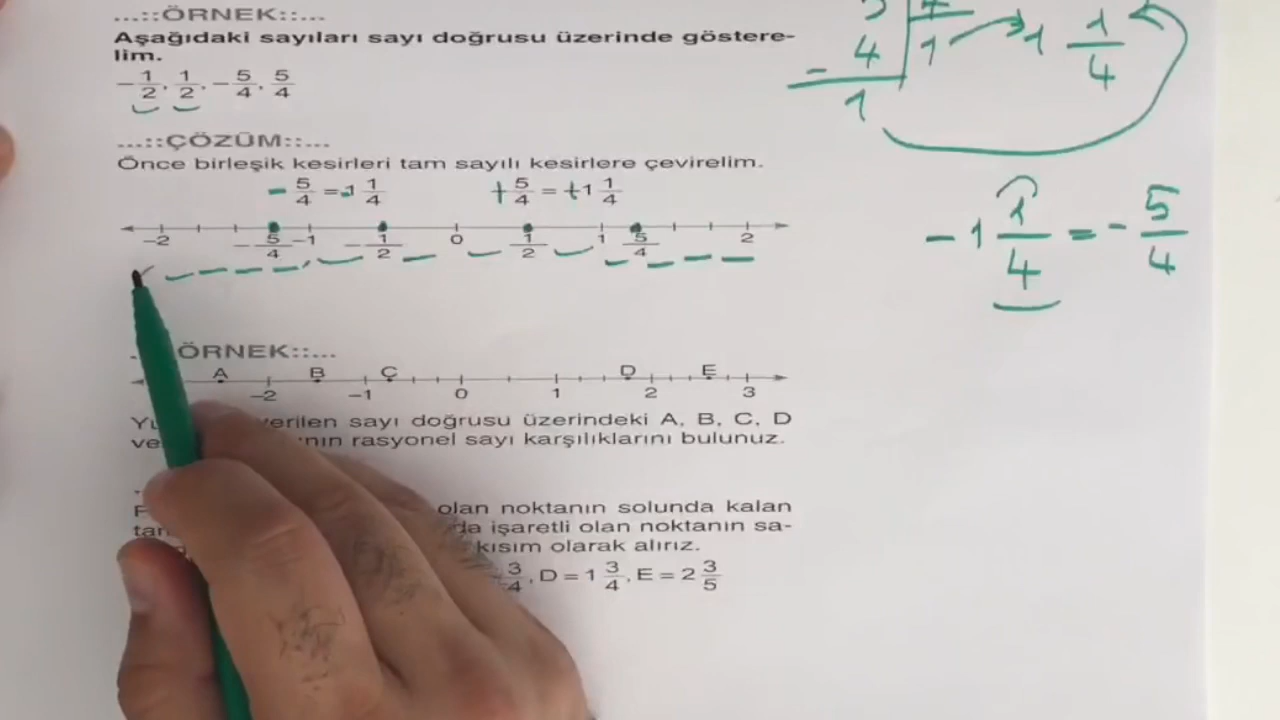 ...::ÖRNEK::...
Aşağıdaki sayıları sayı doğrusu üzerinde göstere-
lim.
-1/2, 1/2, -5/4, 5/4
...::ÇÖZÜM::...
Önce birleşik kesirleri tam sayılı kesirlere çevirelim.
-5/4 = -1 1/4 +5/4 = +1 1/4
-2 -5/4 -1 -1/2 0 1/2 1 5/4 2
ÖRNEK::...
A B C D E
-2 -1 0 1 2 3
verilen sayı doğrusu üzerindeki A, B, C, D
ve rasyonel sayı karşılıklarını bulunuz.
olan noktanın solunda kalan
işaretli olan noktanın sa-
kısım olarak alırız.
3/4, D = 1 3/4, E = 2 3/5
4 1 1 1/4
- 1
-1 1/4 = -5/4